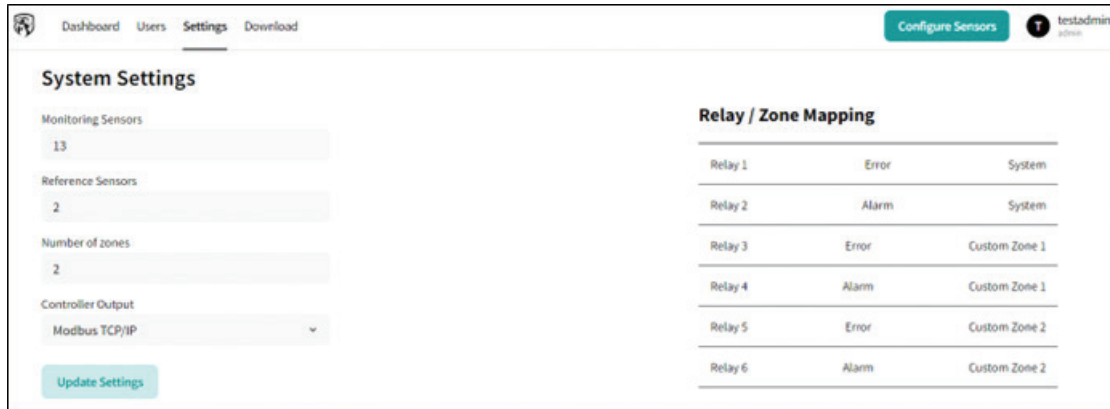 Dashboard Users Settings Download
Configure Sensors
T
testadmin
admin
System Settings
Monitoring Sensors
13
Reference Sensors
2
Number of zones
2
Controller Output
Modbus TCP/IP
Update Settings
Relay / Zone Mapping
Relay 1 Error System
Relay 2 Alarm System
Relay 3 Error Custom Zone 1
Relay 4 Alarm Custom Zone 1
Relay 5 Error Custom Zone 2
Relay 6 Alarm Custom Zone 2